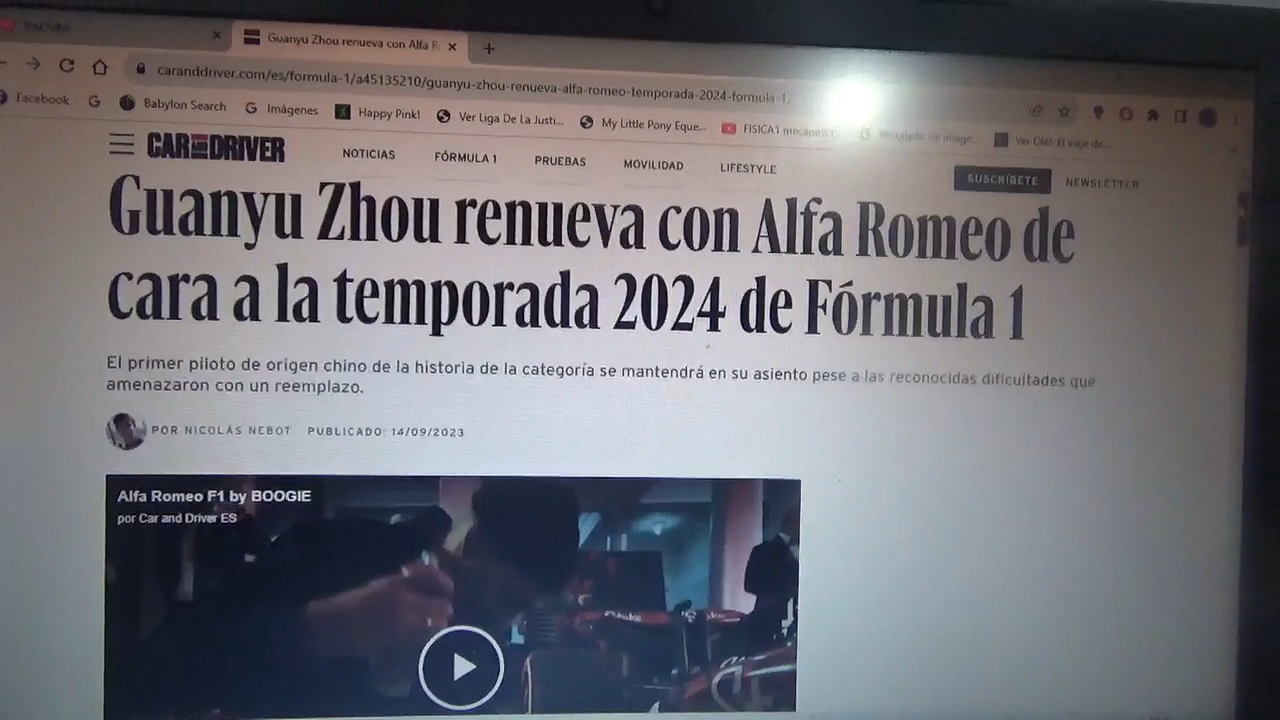 YouTube
Guanyu Zhou renueva con Alfa R
caranddriver.com/es/formula-1/a45135210/guanyu-zhou-renueva-alfa-romeo-temporada-2024-formula-1/
Facebook
Babylon Search
Imágenes
Happy Pink!
Ver Liga De La Justi...
My Little Pony Eque...
FISICA1
Ver Olé! El viaje de...
CAR AND DRIVER
NOTICIAS
FÓRMULA 1
PRUEBAS
MOVILIDAD
LIFESTYLE
SUSCRÍBETE
NEWSLETTER
Guanyu Zhou renueva con Alfa Romeo de
cara a la temporada 2024 de Fórmula 1
El primer piloto de origen chino de la historia de la categoría se mantendrá en su asiento pese a las reconocidas dificultades que
amenazaron con un reemplazo.
POR NICOLÁS NEBOT PUBLICADO: 14/09/2023
Alfa Romeo F1 by BOOGIE
por Car and Driver ES